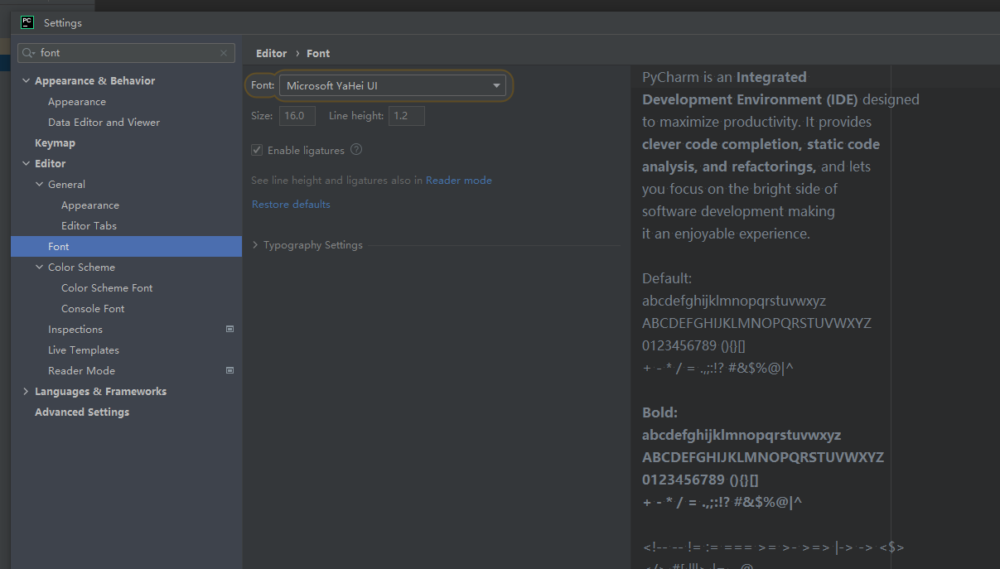 PC
Settings
font
Appearance & Behavior
Appearance
Data Editor and Viewer
Keymap
Editor
General
Appearance
Editor Tabs
Font
Color Scheme
Color Scheme Font
Console Font
Inspections
Live Templates
Reader Mode
Languages & Frameworks
Advanced Settings
Editor › Font
Font: Microsoft YaHei UI
Size: 16.0 Line height: 1.2
Enable ligatures ?
See line height and ligatures also in Reader mode
Restore defaults
Typography Settings
PyCharm is an Integrated
Development Environment (IDE) designed
to maximize productivity. It provides
clever code completion, static code
analysis, and refactorings, and lets
you focus on the bright side of
software development making
it an enjoyable experience.
Default:
abcdefghijklmnopqrstuvwxyz
ABCDEFGHIJKLMNOPQRSTUVWXYZ
0123456789 (){}[]
+ - * / = .,;:!? #&$%@|^
Bold:
abcdefghijklmnopqrstuvwxyz
ABCDEFGHIJKLMNOPQRSTUVWXYZ
0123456789 (){}[]
+ - * / = .,;:!? #&$%@|^
<!-- -- != := === >= >- >=> |-> -> <$>
</>